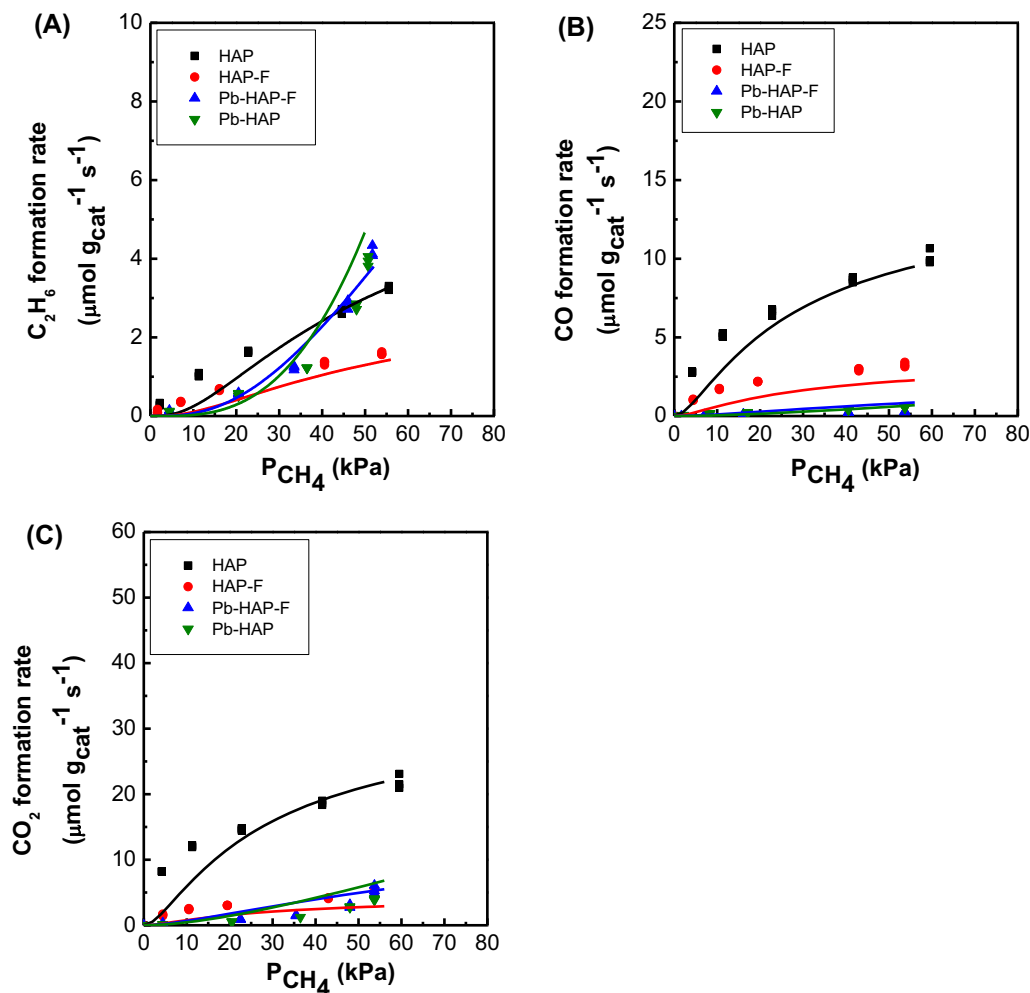 (A)
HAP
HAP-F
Pb-HAP-F
Pb-HAP
C2H6 formation rate
(μmol gcat-1 s-1)
10
8
6
4
2
0
0 10 20 30 40 50 60 70 80
PCH4 (kPa)
(B)
HAP
HAP-F
Pb-HAP-F
Pb-HAP
CO formation rate
(μmol gcat-1 s-1)
25
20
15
10
5
0
0 10 20 30 40 50 60 70 80
PCH4 (kPa)
(C)
HAP
HAP-F
Pb-HAP-F
Pb-HAP
CO2 formation rate
(μmol gcat-1 s-1)
60
50
40
30
20
10
0
0 10 20 30 40 50 60 70 80
PCH4 (kPa)